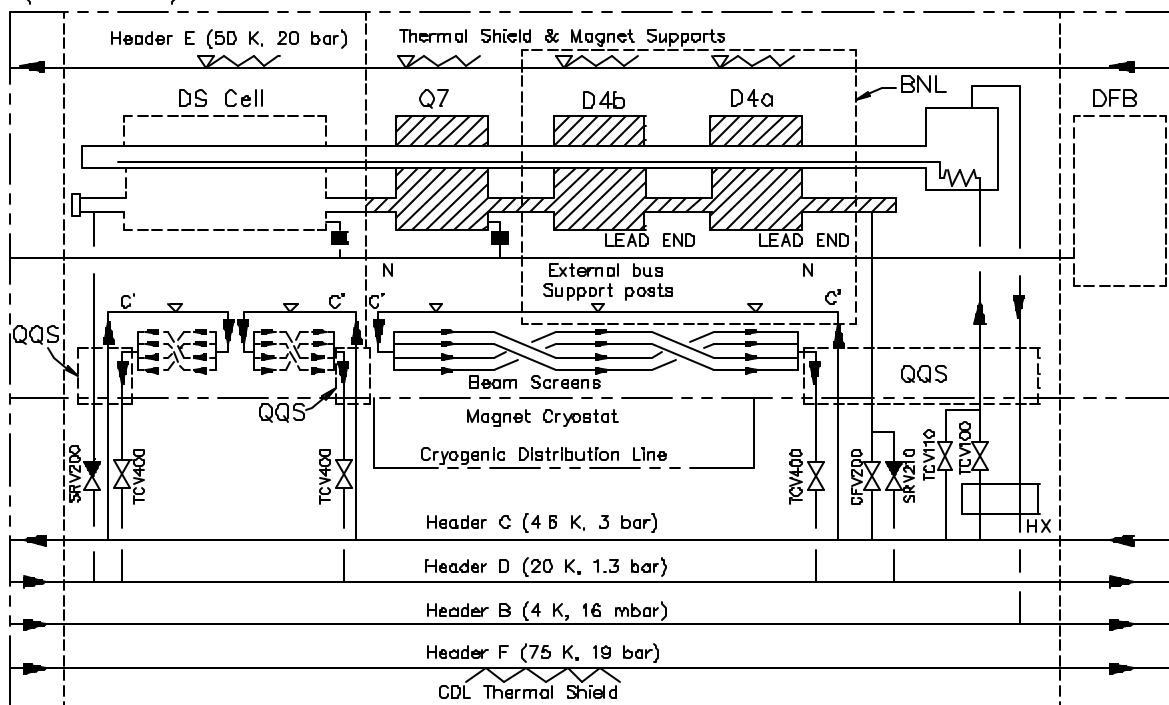 Header E (50 K, 20 bar)
Thermal Shield & Magnet Supports
BNL
DS Cell
Q7
D4b
D4a
DFB
LEAD END
LEAD END
N
External bus
Support posts
N
C'
C"
C'
C"
QQS
QQS
QQS
Beam Screens
Magnet Cryostat
Cryogenic Distribution Line
SRV200
TCV400
TCV400
TCV400
CFV200
SRV210
TCV110
TCV100
HX
Header C (4.6 K, 3 bar)
Header D (20 K, 1.3 bar)
Header B (4 K, 16 mbar)
Header F (75 K, 19 bar)
CDL Thermal Shield